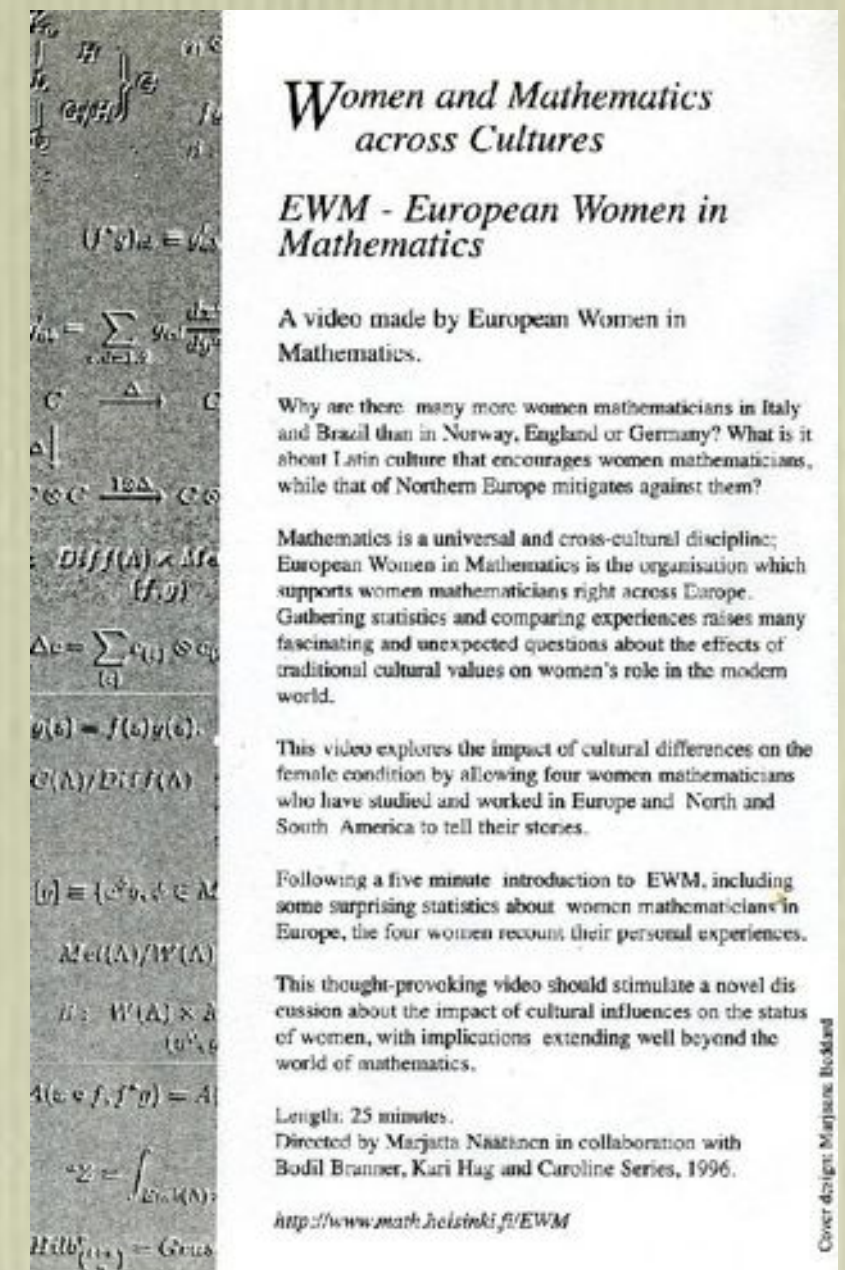 Women and Mathematics
across Cultures
EWM - European Women in
Mathematics
A video made by European Women in
Mathematics.
Why are there many more women mathematicians in Italy
and Brazil than in Norway, England or Germany? What is it
about Latin culture that encourages women mathematicians,
while that of Northern Europe mitigates against them?
Mathematics is a universal and cross-cultural discipline;
European Women in Mathematics is the organisation which
supports women mathematicians right across Europe.
Gathering statistics and comparing experiences raises many
fascinating and unexpected questions about the effects of
traditional cultural values on women's role in the modern
world.
This video explores the impact of cultural differences on the
female condition by allowing four women mathematicians
who have studied and worked in Europe and North and
South America to tell their stories.
Following a five minute introduction to EWM, including
some surprising statistics about women mathematicians in
Europe, the four women recount their personal experiences.
This thought-provoking video should stimulate a novel dis
cussion about the impact of cultural influences on the status
of women, with implications extending well beyond the
world of mathematics.
Length: 25 minutes.
Directed by Marjatta Näätänen in collaboration with
Bodil Branner, Kari Hag and Caroline Series, 1996.
http://www.math.helsinki.fi/EWM
Cover design:
H
G
G/H
C Δ C
Δ
C⊗C 1⊗Δ C⊗
Diff(Λ) × Me
(f,g)
G(Λ)/Diff(Λ)
Met(Λ)/W(Λ)